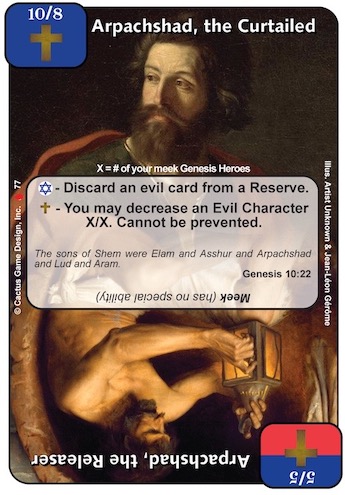 10/8
Arpachshad, the Curtailed
X = # of your meek Genesis Heroes
- Discard an evil card from a Reserve.
- You may decrease an Evil Character
X/X. Cannot be prevented.
The sons of Shem were Elam and Asshur and Arpachshad
and Lud and Aram.
Genesis 10:22
Meek (has no special ability)
© Cactus Game Design, Inc. 77
Illus. Artist Unknown & Jean-Léon Gérôme
Arpachshad, the Releaser
5/5